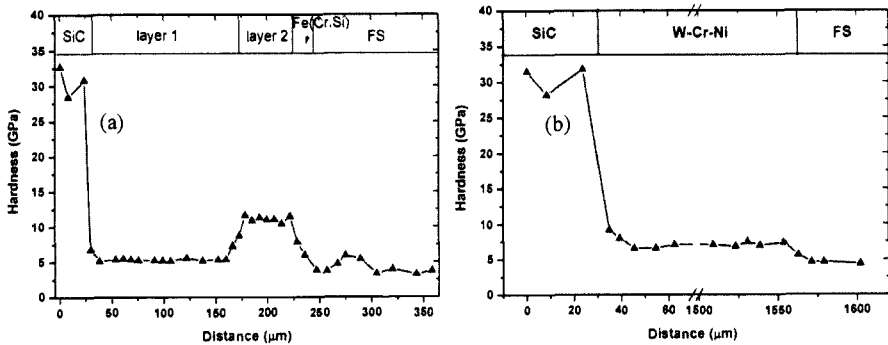 Fe(Cr,Si)
SiC layer 1 layer 2 FS
40
35
30
25
20
15
10
5
0
Hardness (GPa)
(a)
0 50 100 150 200 250 300 350
Distance (μm)
SiC W-Cr-Ni FS
40
35
30
25
20
15
10
5
0
Hardness (GPa)
(b)
0 20 40 60 1500 1550 1600
Distance (μm)